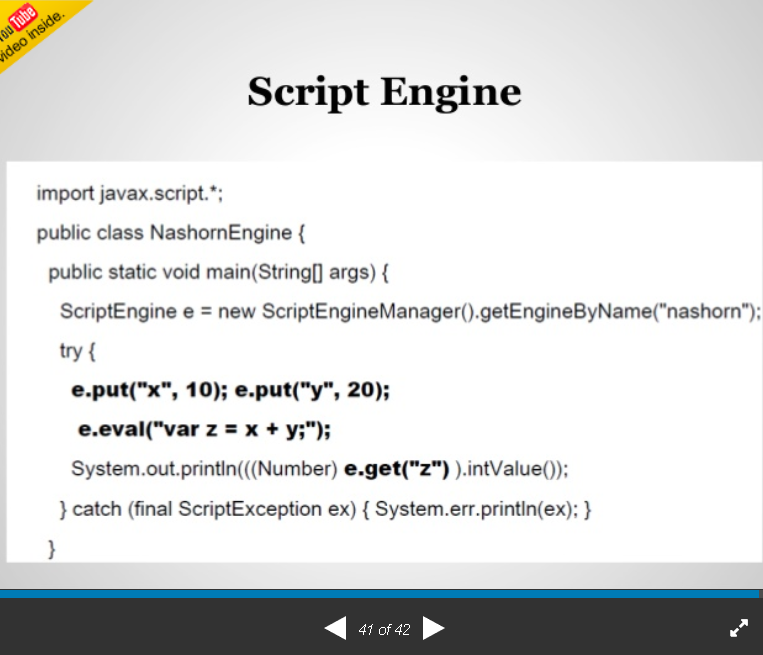 YOU Tube
video inside.
Script Engine
import javax.script.*;
public class NashornEngine {
public static void main(String[] args) {
ScriptEngine e = new ScriptEngineManager().getEngineByName("nashorn");
try {
e.put("x", 10); e.put("y", 20);
e.eval("var z = x + y;");
System.out.println(((Number) e.get("z") ).intValue());
} catch (final ScriptException ex) { System.err.println(ex); }
}
41 of 42